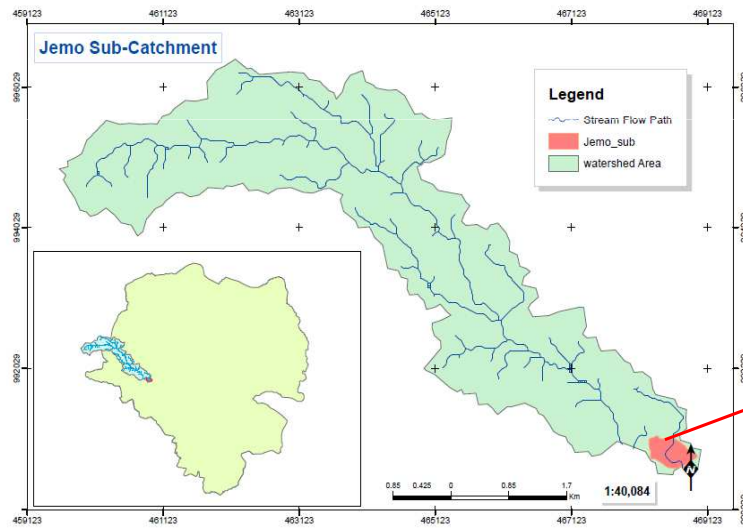 459123 461123 463123 465123 467123 469123
Jemo Sub-Catchment
Legend
Stream Flow Path
Jemo_sub
watershed Area
996029
994029
992029
0.85 0.425 0 0.85 1.7
Km
1:40,084
N
459123 461123 463123 465123 467123 469123